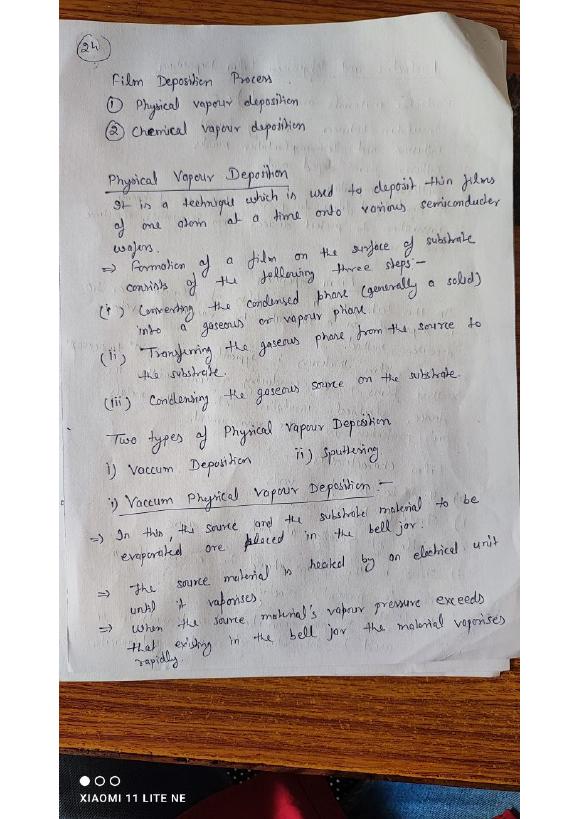 24
Film Deposition Process
① Physical vapour deposition
② Chemical vapour deposition
Physical Vapour Deposition
It is a technique which is used to deposit thin films
of one atom at a time onto various semiconducter
wafers.
⇒ Formation of a film on the surface of substrate
consists of the following three steps :-
(i) Converting the condensed phase (generally a solid)
into a gaseous or vapour phase.
(ii) Transferring the gaseous phase from the source to
the substrate.
(iii) Condensing the gaseous source on the substrate.
Two types of Physical Vapour Deposition
i) Vaccum Deposition ii) Sputtering
i) Vaccum Physical Vapour Deposition :-
⇒ In this, the source and the substrate material to be
evaporated are placed in the bell jar.
⇒ The source material is heated by an electrical unit
until it vaporises.
⇒ When the source material's vapour pressure exceeds
that existing in the bell jar the material vaporises
rapidly.
XIAOMI 11 LITE NE